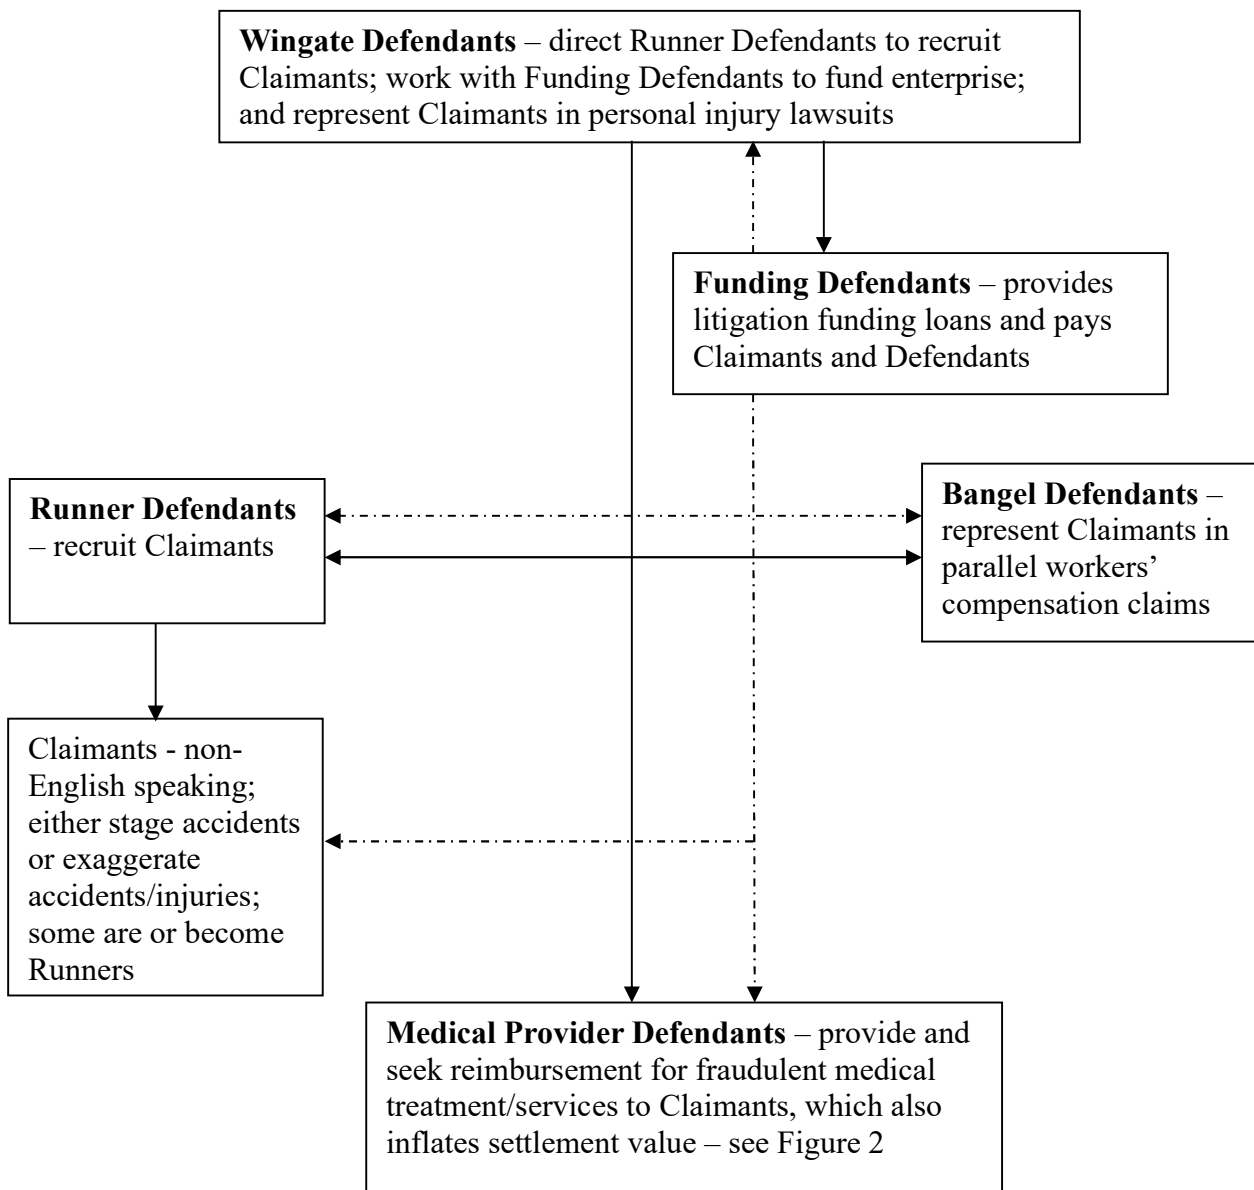 Wingate Defendants – direct Runner Defendants to recruit
Claimants; work with Funding Defendants to fund enterprise;
and represent Claimants in personal injury lawsuits
Funding Defendants – provides
litigation funding loans and pays
Claimants and Defendants
Runner Defendants
– recruit Claimants
Bangel Defendants –
represent Claimants in
parallel workers’
compensation claims
Claimants - non-
English speaking;
either stage accidents
or exaggerate
accidents/injuries;
some are or become
Runners
Medical Provider Defendants – provide and
seek reimbursement for fraudulent medical
treatment/services to Claimants, which also
inflates settlement value – see Figure 2